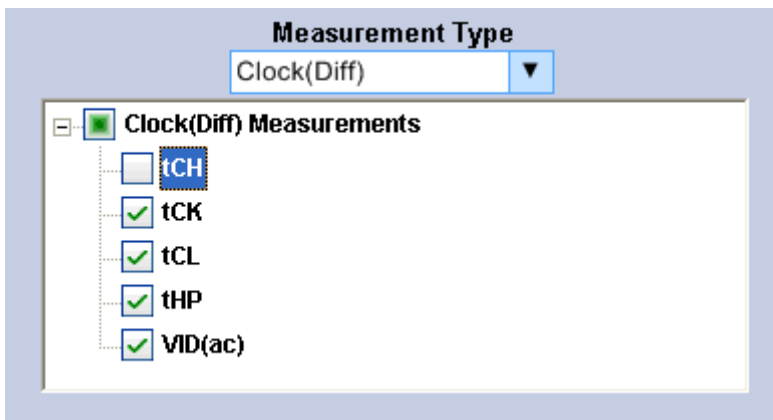 Measurement Type
Clock(Diff)
Clock(Diff) Measurements
tCH
tCK
tCL
tHP
VID(ac)